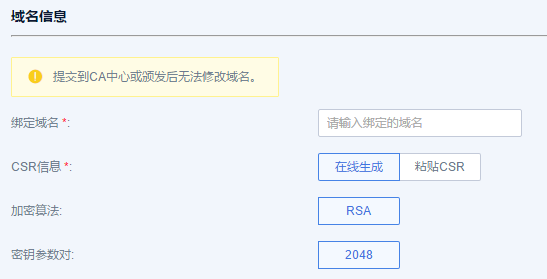 域名信息
提交到CA中心或颁发后无法修改域名。
绑定域名 *: 请输入绑定的域名
CSR信息 *: 在线生成 粘贴CSR
加密算法: RSA
密钥参数对: 2048